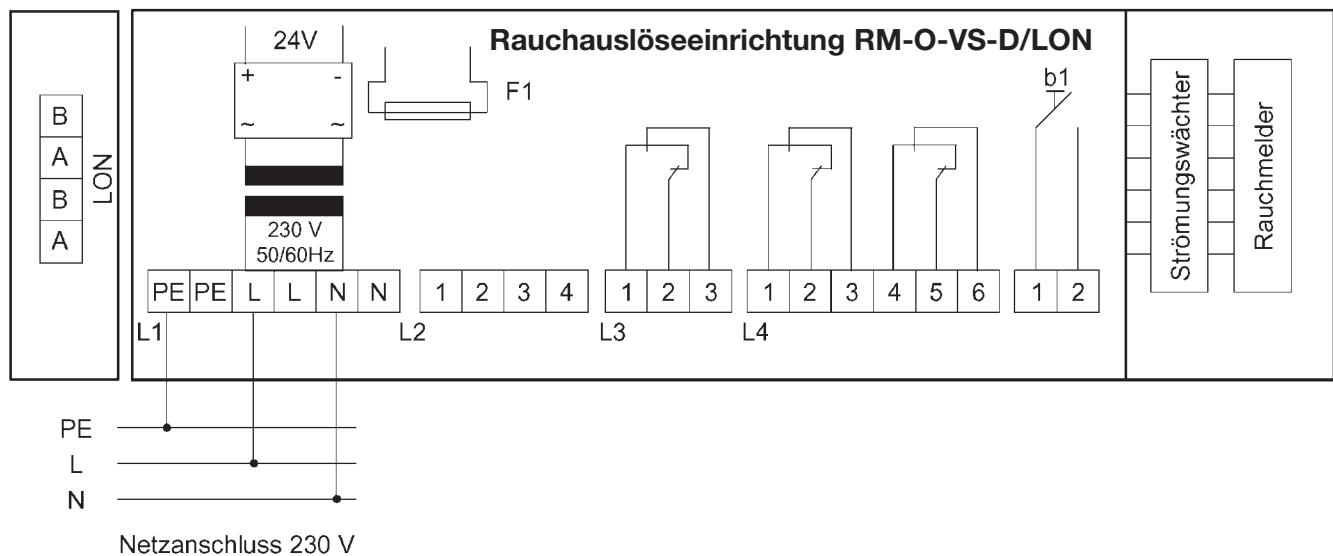 Rauchauslöseeinrichtung RM-O-VS-D/LON
24V
+ -
~ ~
F1
b1
B
A
B
A
LON
230 V
50/60Hz
PE PE L L N N
1 2 3 4
1 2 3
1 2 3 4 5 6
1 2
L1
L2
L3
L4
Strömungswächter
Rauchmelder
PE
L
N
Netzanschluss 230 V